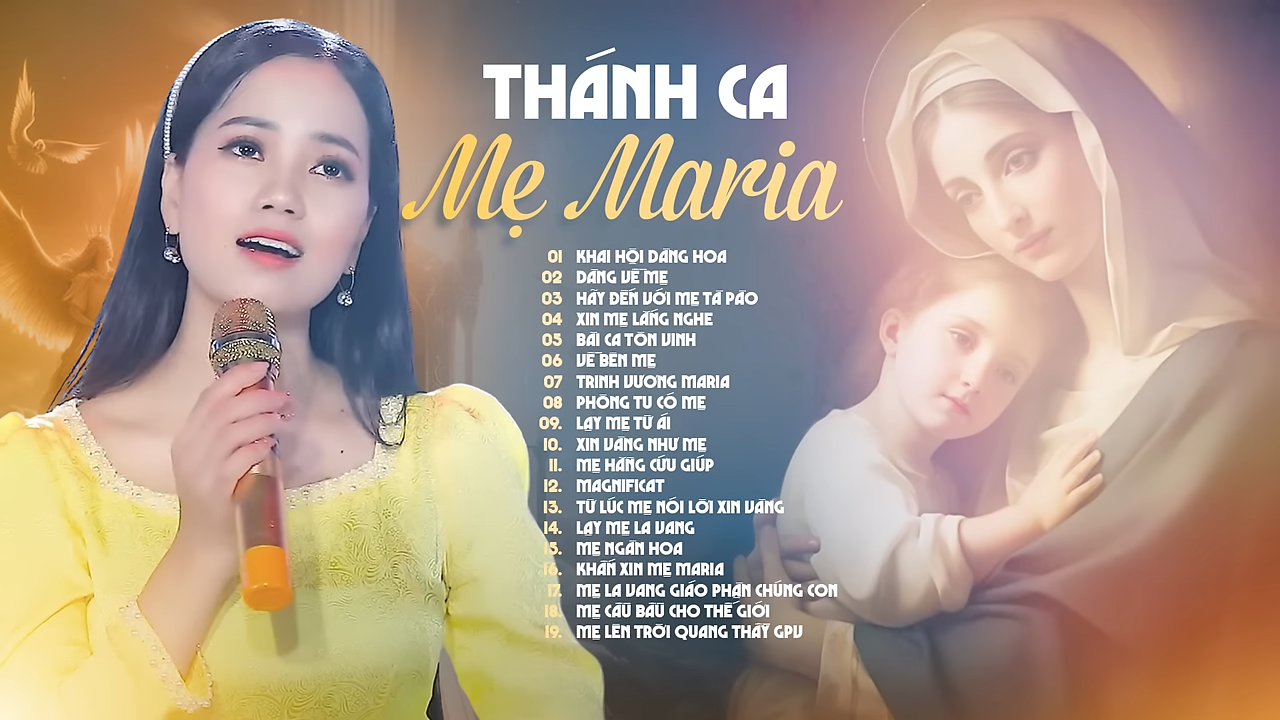 THÁNH CA
Mẹ Maria
01 KHAI HỘI DÂNG HOA
02 DÂNG VỀ MẸ
03 HÃY ĐẾN VỚI MẸ TÀ PAO
04 XIN MẸ LẮNG NGHE
05 BÀI CA TÔN VINH
06 VỀ BÊN MẸ
07 TRINH VƯƠNG MARIA
08 PHÓNG TU CÓ MẸ
09. LẠY MẸ TỪ ÁI
10. XIN VÂNG NHƯ MẸ
11. MẸ HẰNG CỨU GIÚP
12. MAGNIFICAT
13. TỪ LÚC MẸ NÓI LỜI XIN VÂNG
14. LẠY MẸ LA VANG
15. MẸ NGÀN HOA
16. KHẤN XIN MẸ MARIA
17. MẸ LA VANG GIÁO PHẬN CHÚNG CON
18. MẸ CẦU BẦU CHO THẾ GIỚI
19. MẸ LÊN TRỜI QUANG THẦY GPV